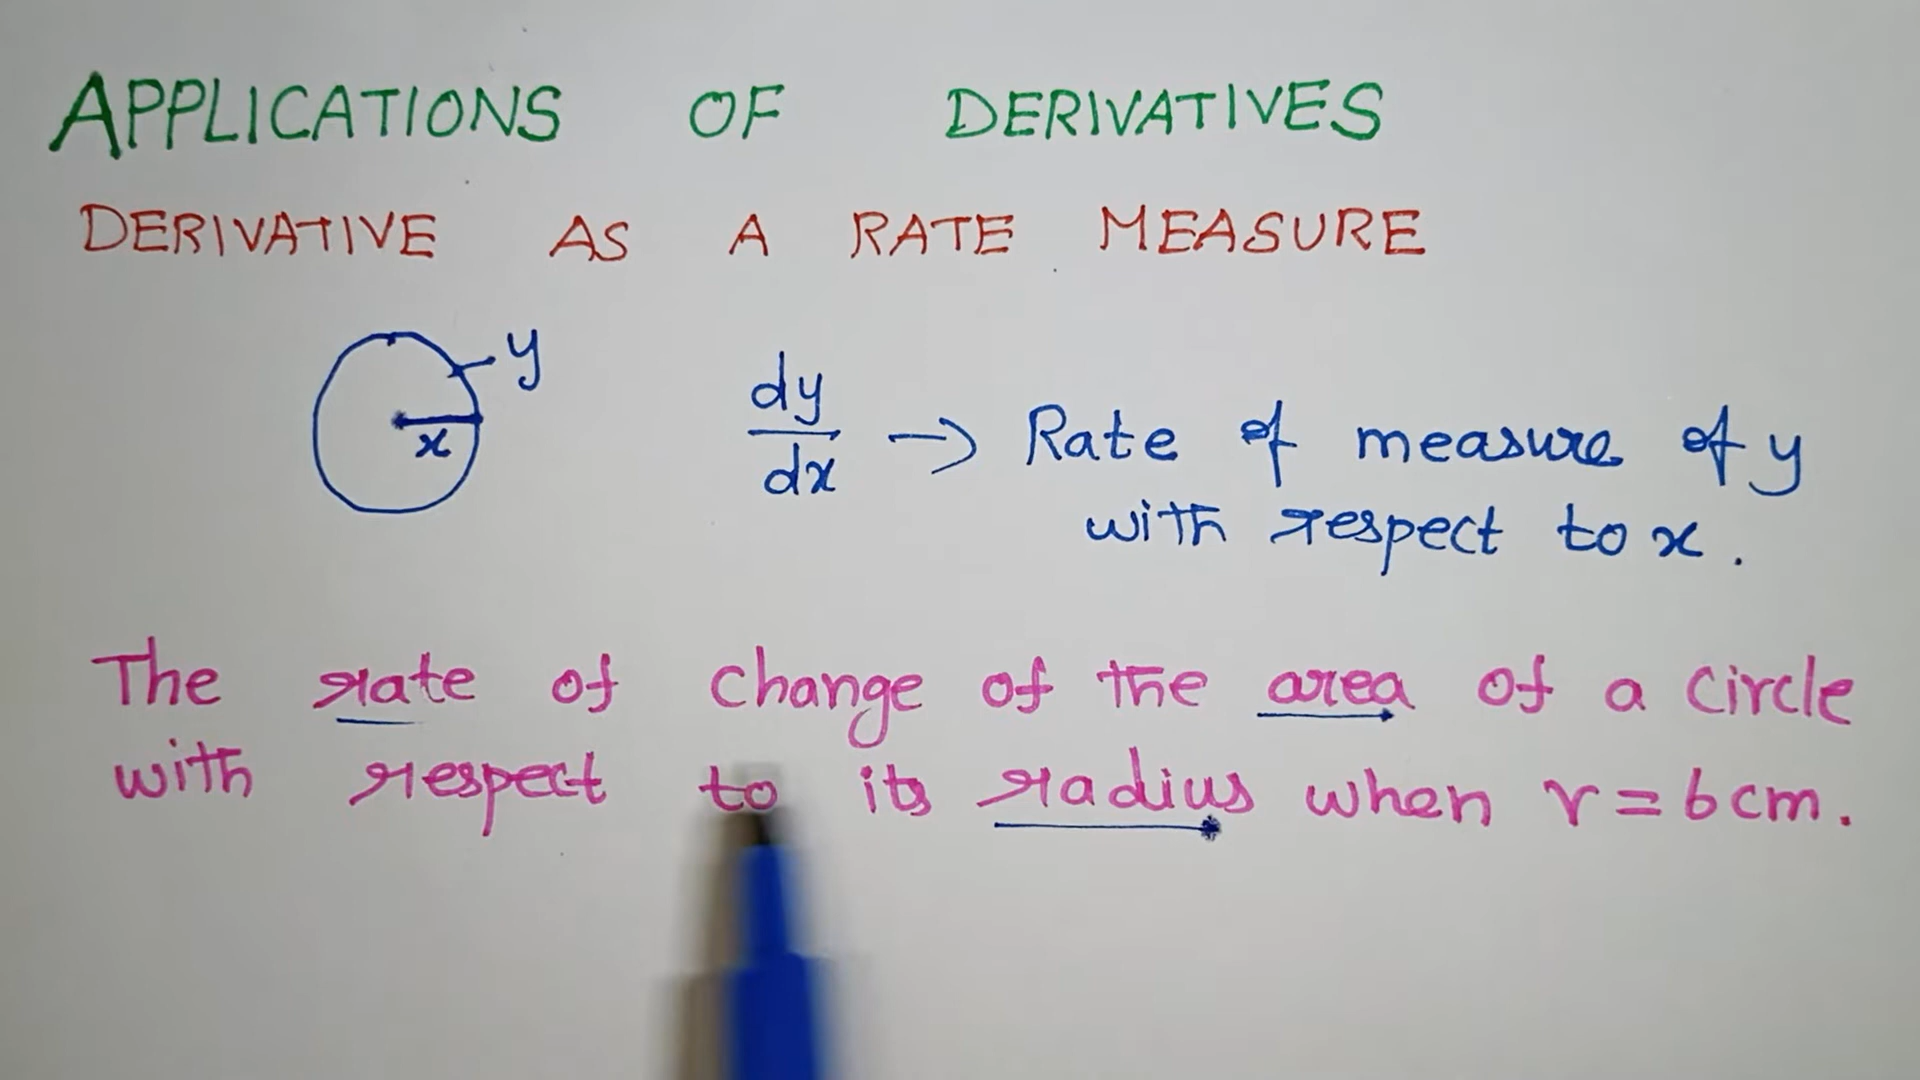 APPLICATIONS OF DERIVATIVES
DERIVATIVE AS A RATE MEASURE
y
x
dy/dx → Rate of measure of y
with respect to x.
The rate of change of the area of a circle
with respect to its radius when r = 6cm.